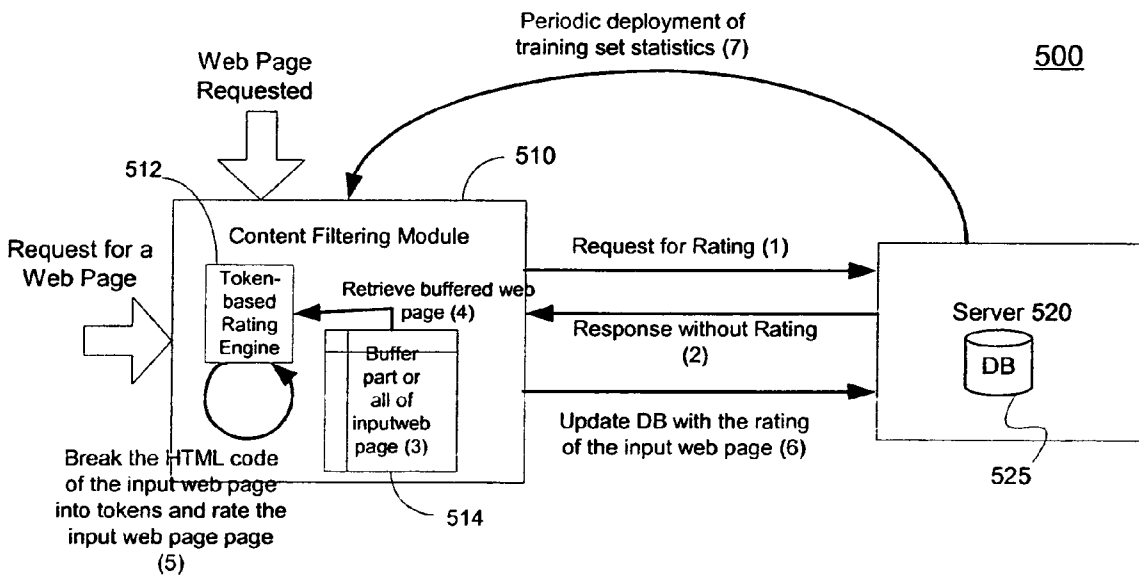 Periodic deployment of
training set statistics (7)
500
Web Page
Requested
512
510
Content Filtering Module
Request for a
Web Page
Token-
based
Rating
Engine
Retrieve buffered web
page (4)
Buffer
part or
all of
inputweb
page (3)
Request for Rating (1)
Response without Rating
(2)
Update DB with the rating
of the input web page (6)
Server 520
DB
525
514
Break the HTML code
of the input web page
into tokens and rate the
input web page page
(5)